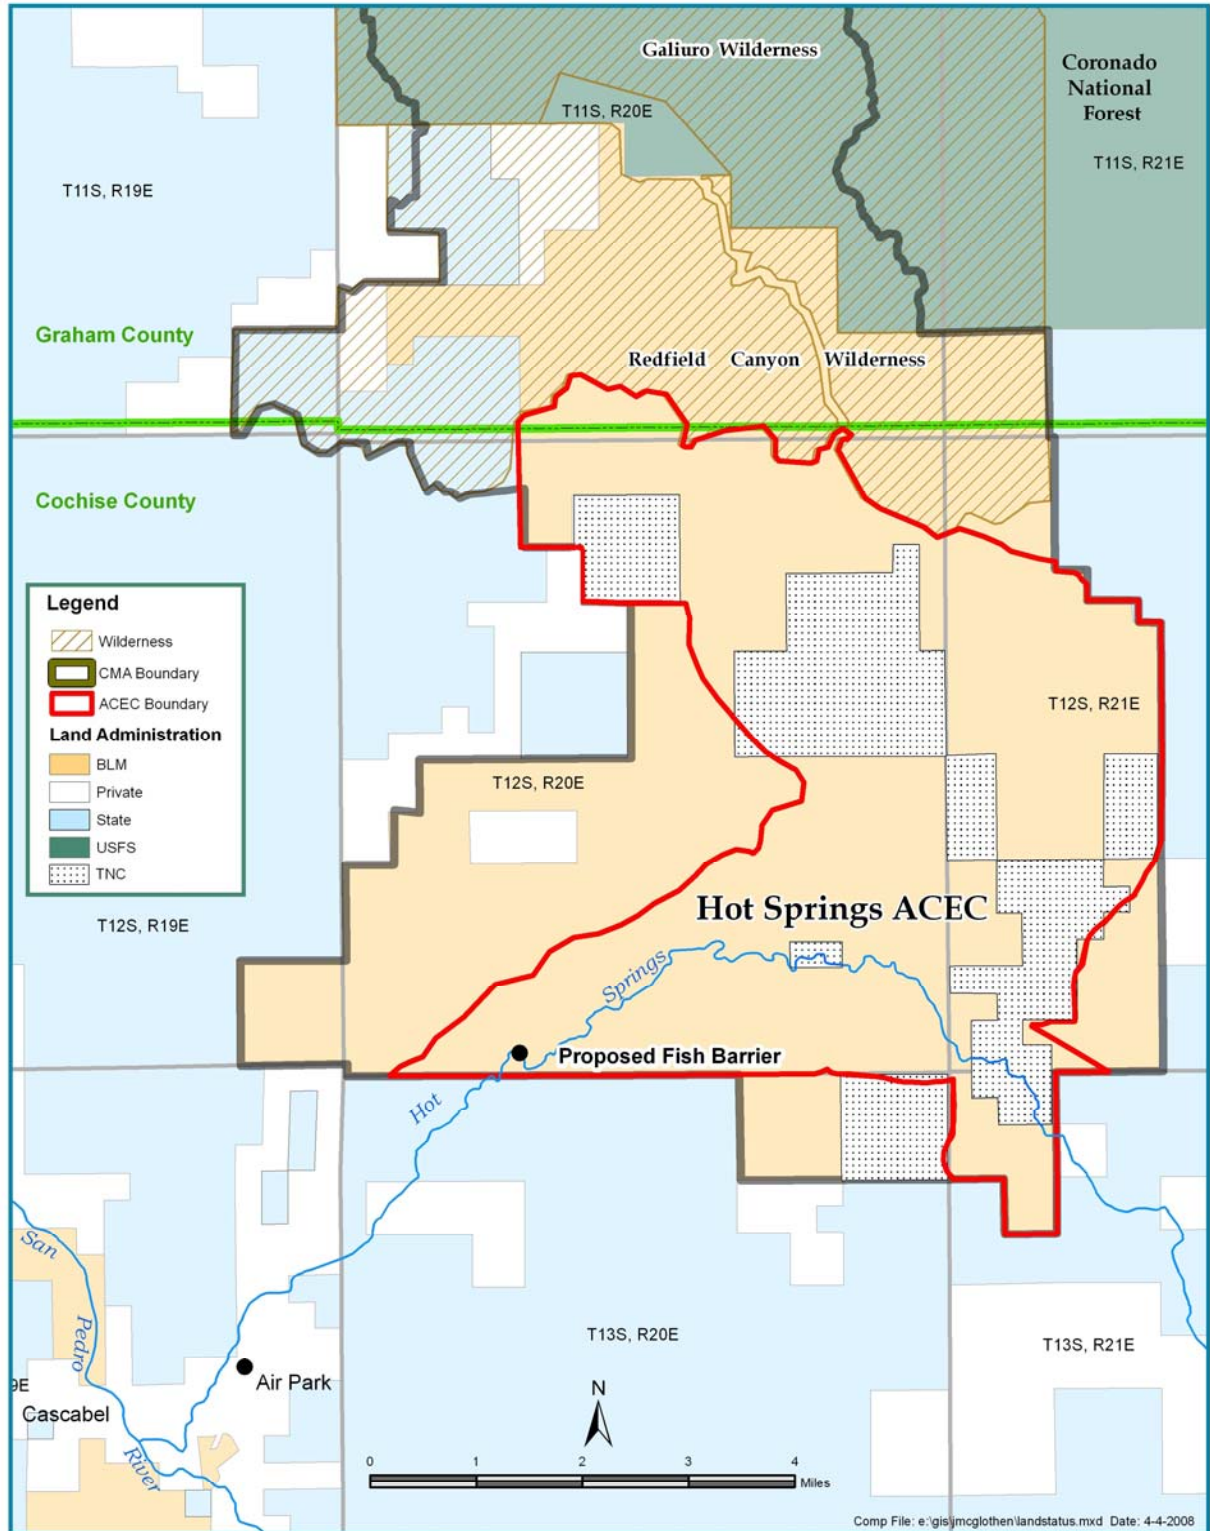 Galiuro Wilderness
Coronado
National
Forest
T11S, R20E
T11S, R21E
T11S, R19E
Graham County
Redfield Canyon Wilderness
Cochise County
Legend
Wilderness
CMA Boundary
ACEC Boundary
Land Administration
BLM
Private
State
USFS
TNC
T12S, R21E
T12S, R20E
T12S, R19E
Hot Springs ACEC
Springs
Proposed Fish Barrier
Hot
San
Pedro
River
T13S, R20E
T13S, R21E
9E
Air Park
Cascabel
N
0 1 2 3 4
Miles
Comp File: e:\gis\jmcglothen\landstatus.mxd Date: 4-4-2008